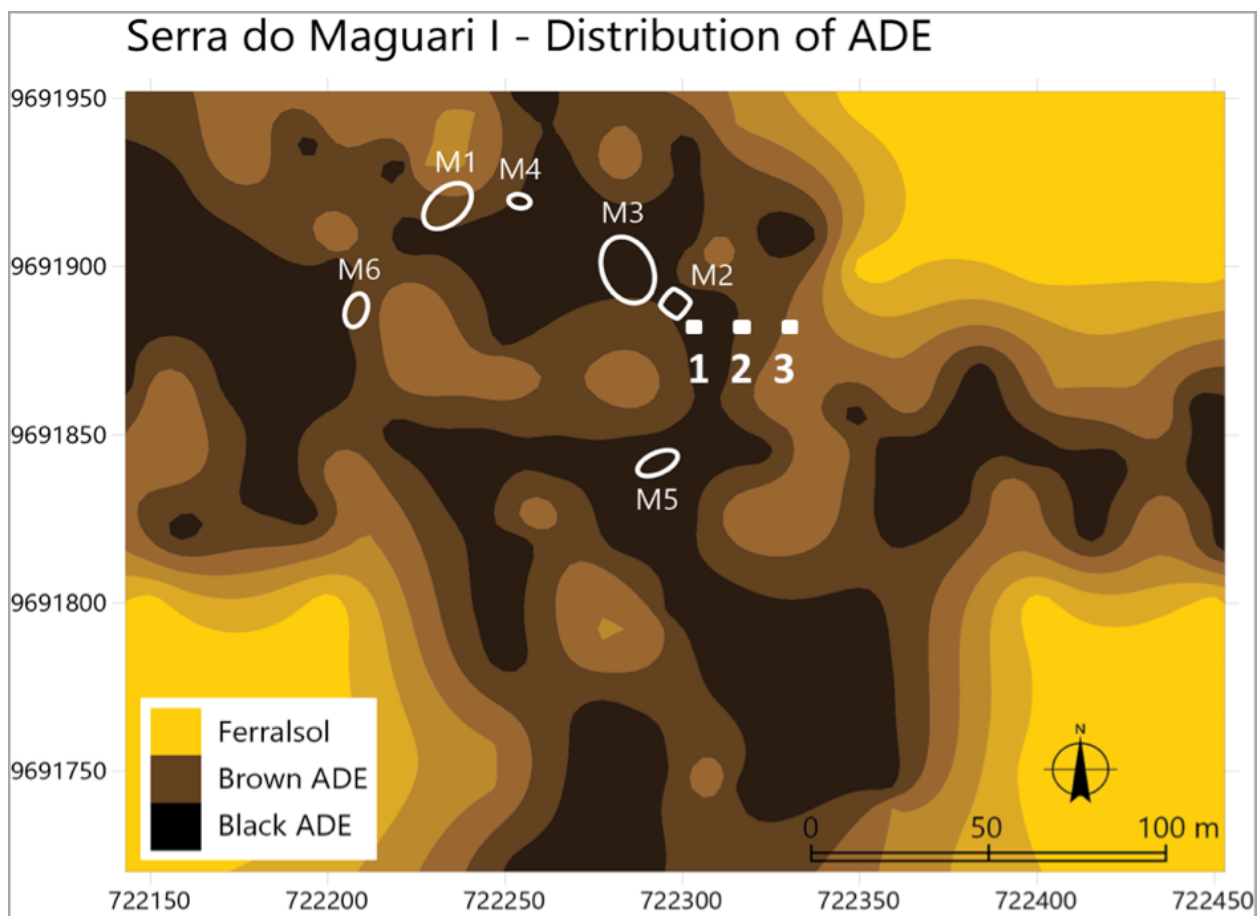 Serra do Maguari I - Distribution of ADE
9691950
M1
M4
M3
9691900
M6
M2
1 2 3
9691850
M5
9691800
Ferralsol
N
9691750
Brown ADE
Black ADE
0 50 100 m
722150 722200 722250 722300 722350 722400 722450